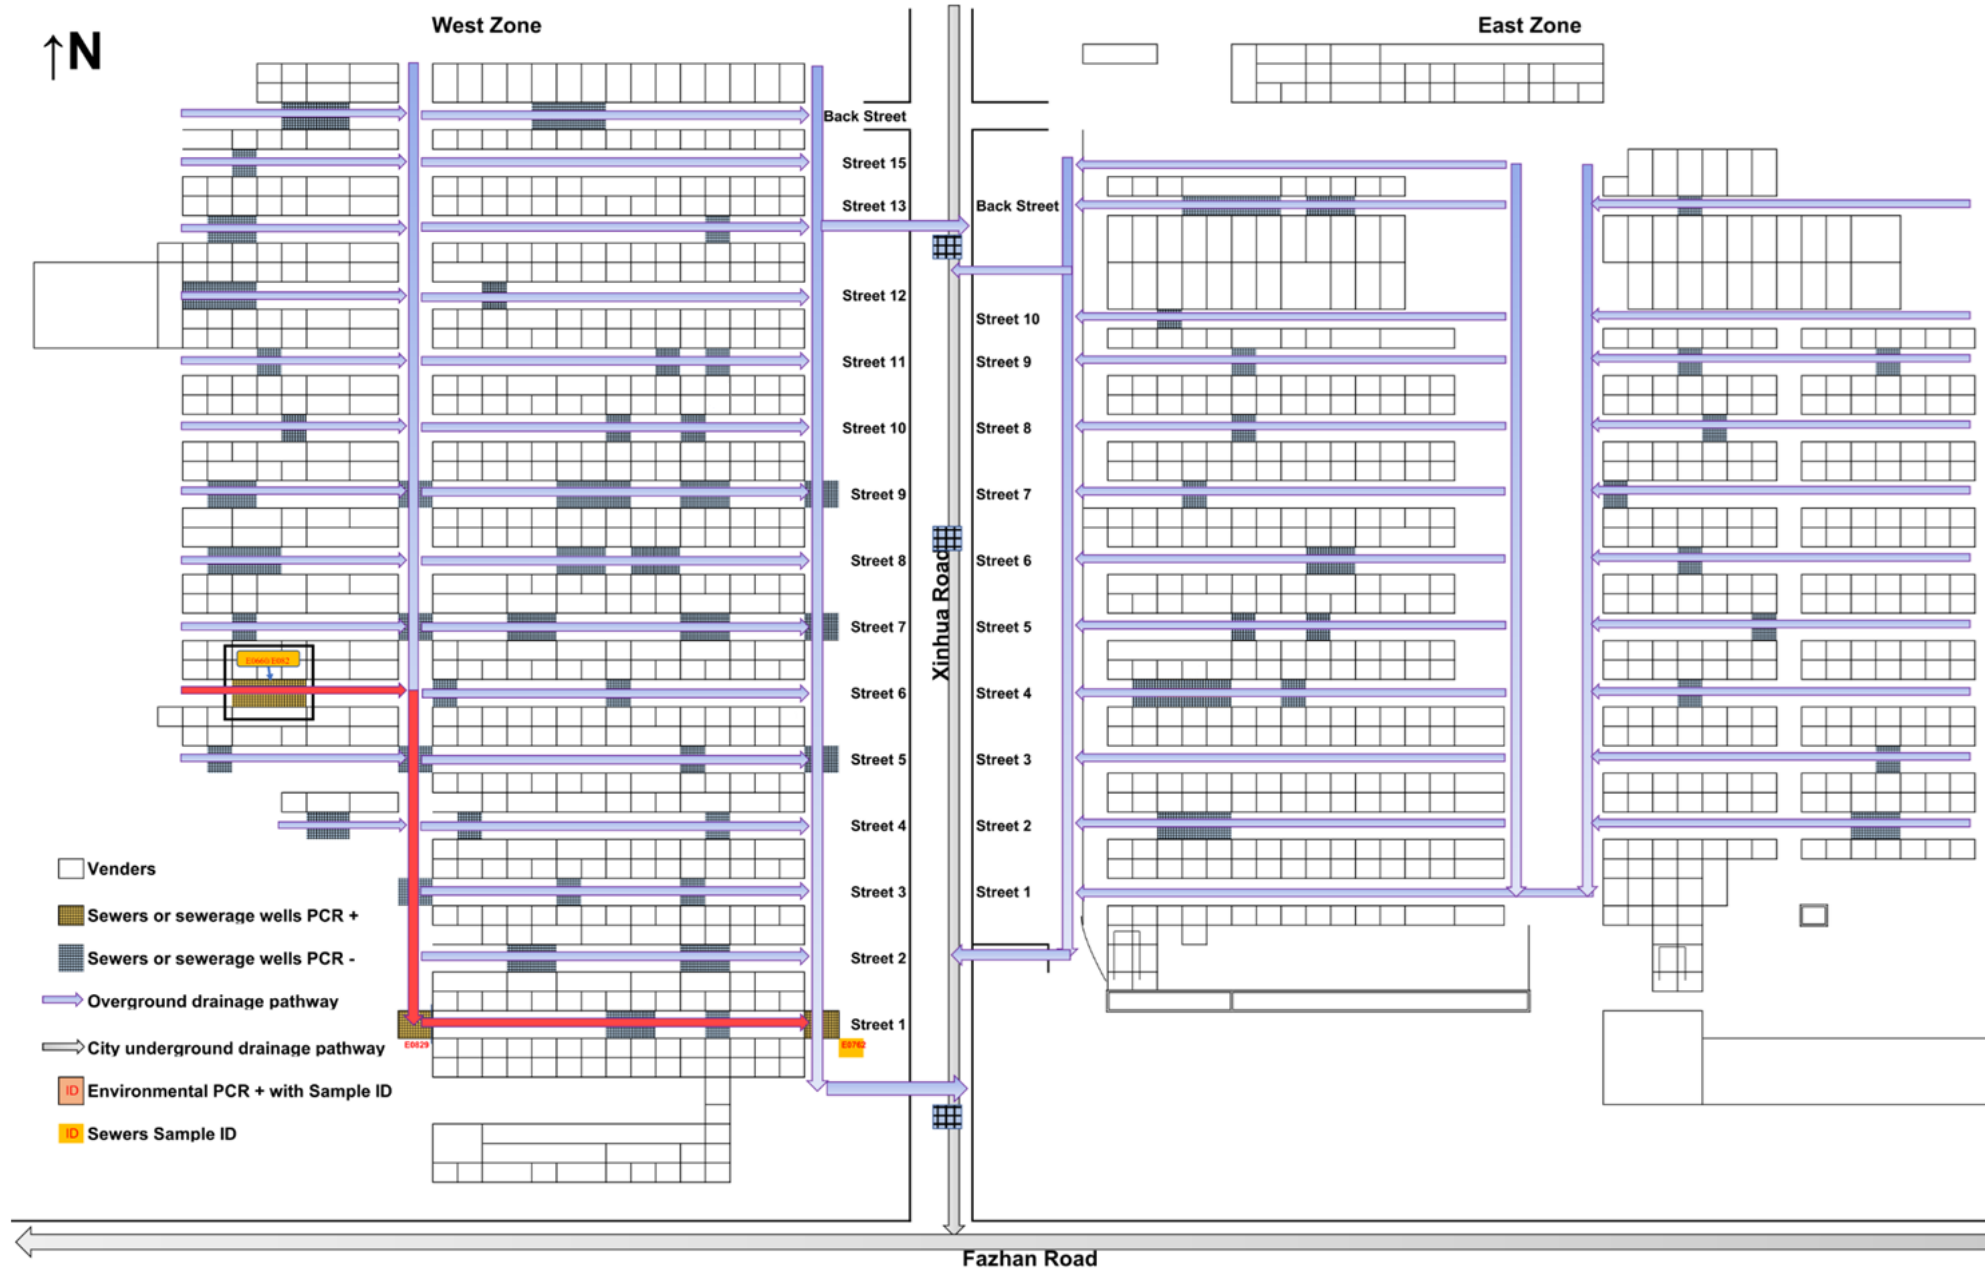 West Zone
East Zone
↑N
Back Street
Street 15
Street 13
Back Street
Street 12
Street 10
Street 11
Street 9
Street 10
Street 8
Street 9
Street 7
Street 8
Street 6
Xinhua Road
Street 7
Street 5
Street 6
Street 4
Street 5
Street 3
Street 4
Street 2
Street 3
Street 1
Street 2
Street 1
E0829
E0762
Venders
Sewers or sewerage wells PCR +
Sewers or sewerage wells PCR -
Overground drainage pathway
City underground drainage pathway
ID Environmental PCR + with Sample ID
ID Sewers Sample ID
Fazhan Road